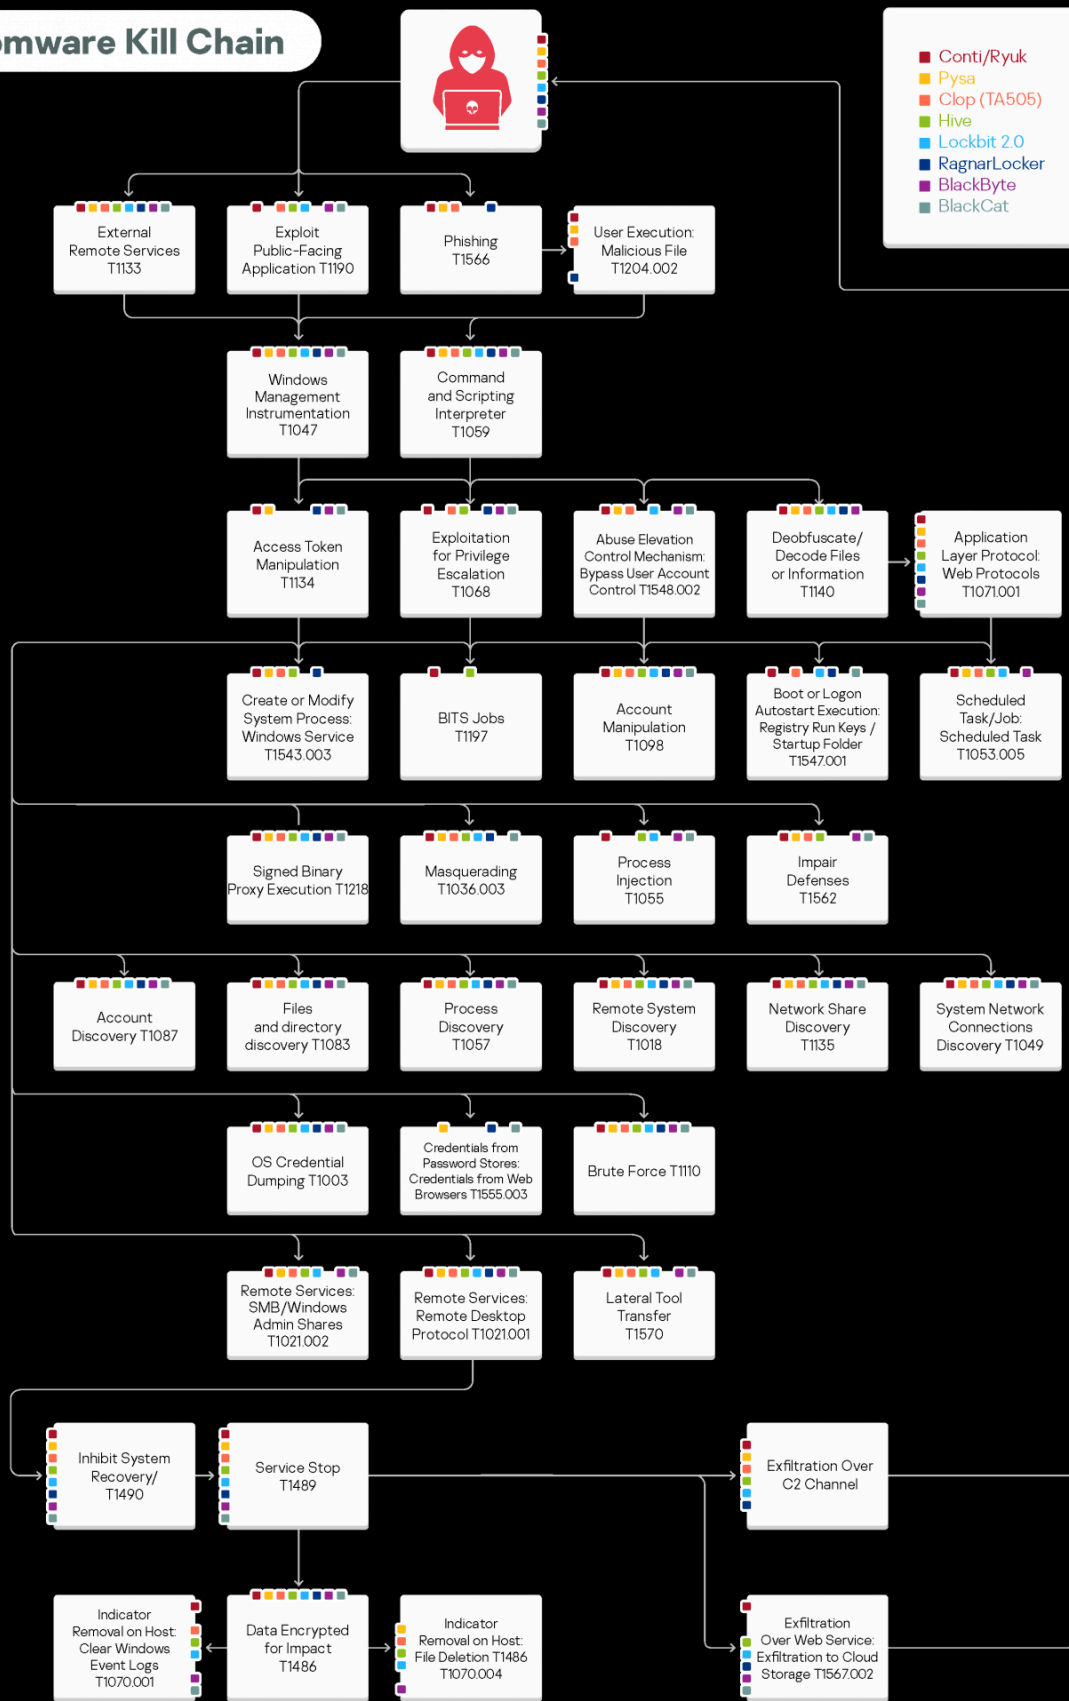 omware Kill Chain
Conti/Ryuk
Pysa
Clop (TA505)
Hive
Lockbit 2.0
RagnarLocker
BlackByte
BlackCat
External
Remote Services
T1133
Exploit
Public-Facing
Application T1190
Phishing
T1566
User Execution:
Malicious File
T1204.002
Windows
Management
Instrumentation
T1047
Command
and Scripting
Interpreter
T1059
Access Token
Manipulation
T1134
Exploitation
for Privilege
Escalation
T1068
Abuse Elevation
Control Mechanism:
Bypass User Account
Control T1548.002
Deobfuscate/
Decode Files
or Information
T1140
Application
Layer Protocol:
Web Protocols
T1071.001
Create or Modify
System Process:
Windows Service
T1543.003
BITS Jobs
T1197
Account
Manipulation
T1098
Boot or Logon
Autostart Execution:
Registry Run Keys /
Startup Folder
T1547.001
Scheduled
Task/Job:
Scheduled Task
T1053.005
Signed Binary
Proxy Execution T1218
Masquerading
T1036.003
Process
Injection
T1055
Impair
Defenses
T1562
Account
Discovery T1087
Files
and directory
discovery T1083
Process
Discovery
T1057
Remote System
Discovery
T1018
Network Share
Discovery
T1135
System Network
Connections
Discovery T1049
OS Credential
Dumping T1003
Credentials from
Password Stores:
Credentials from Web
Browsers T1555.003
Brute Force T1110
Remote Services:
SMB/Windows
Admin Shares
T1021.002
Remote Services:
Remote Desktop
Protocol T1021.001
Lateral Tool
Transfer
T1570
Inhibit System
Recovery/
T1490
Service Stop
T1489
Exfiltration Over
C2 Channel
Indicator
Removal on Host:
Clear Windows
Event Logs
T1070.001
Data Encrypted
for Impact
T1486
Indicator
Removal on Host:
File Deletion T1486
T1070.004
Exfiltration
Over Web Service:
Exfiltration to Cloud
Storage T1567.002